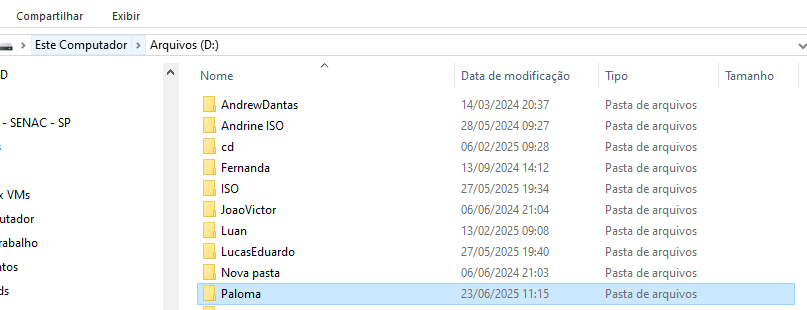 Compartilhar Exibir
Este Computador Arquivos (D:)
Nome Data de modificação Tipo Tamanho
D
AndrewDantas 14/03/2024 20:37 Pasta de arquivos
- SENAC - SP Andrine ISO 28/05/2024 09:27 Pasta de arquivos
cd 06/02/2025 09:28 Pasta de arquivos
Fernanda 13/09/2024 14:12 Pasta de arquivos
x VMs ISO 27/05/2025 19:34 Pasta de arquivos
utador JoaoVictor 06/06/2024 21:04 Pasta de arquivos
rabalho Luan 13/02/2025 09:08 Pasta de arquivos
LucasEduardo 27/05/2025 19:40 Pasta de arquivos
ntos Nova pasta 06/06/2024 21:03 Pasta de arquivos
ds Paloma 23/06/2025 11:15 Pasta de arquivos